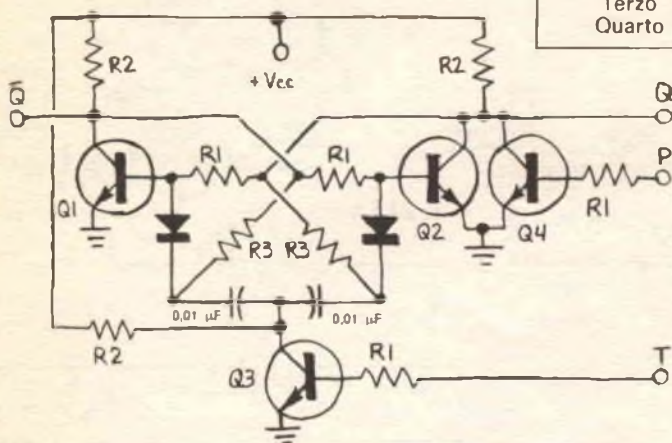 Terzo
Quarto
R2
+ Vcc
R2
Q̄
Q
P
R1
R1
R1
Q1
Q2
Q4
R3
R3
0,01 µF
0,01 µF
R2
Q3
R1
T